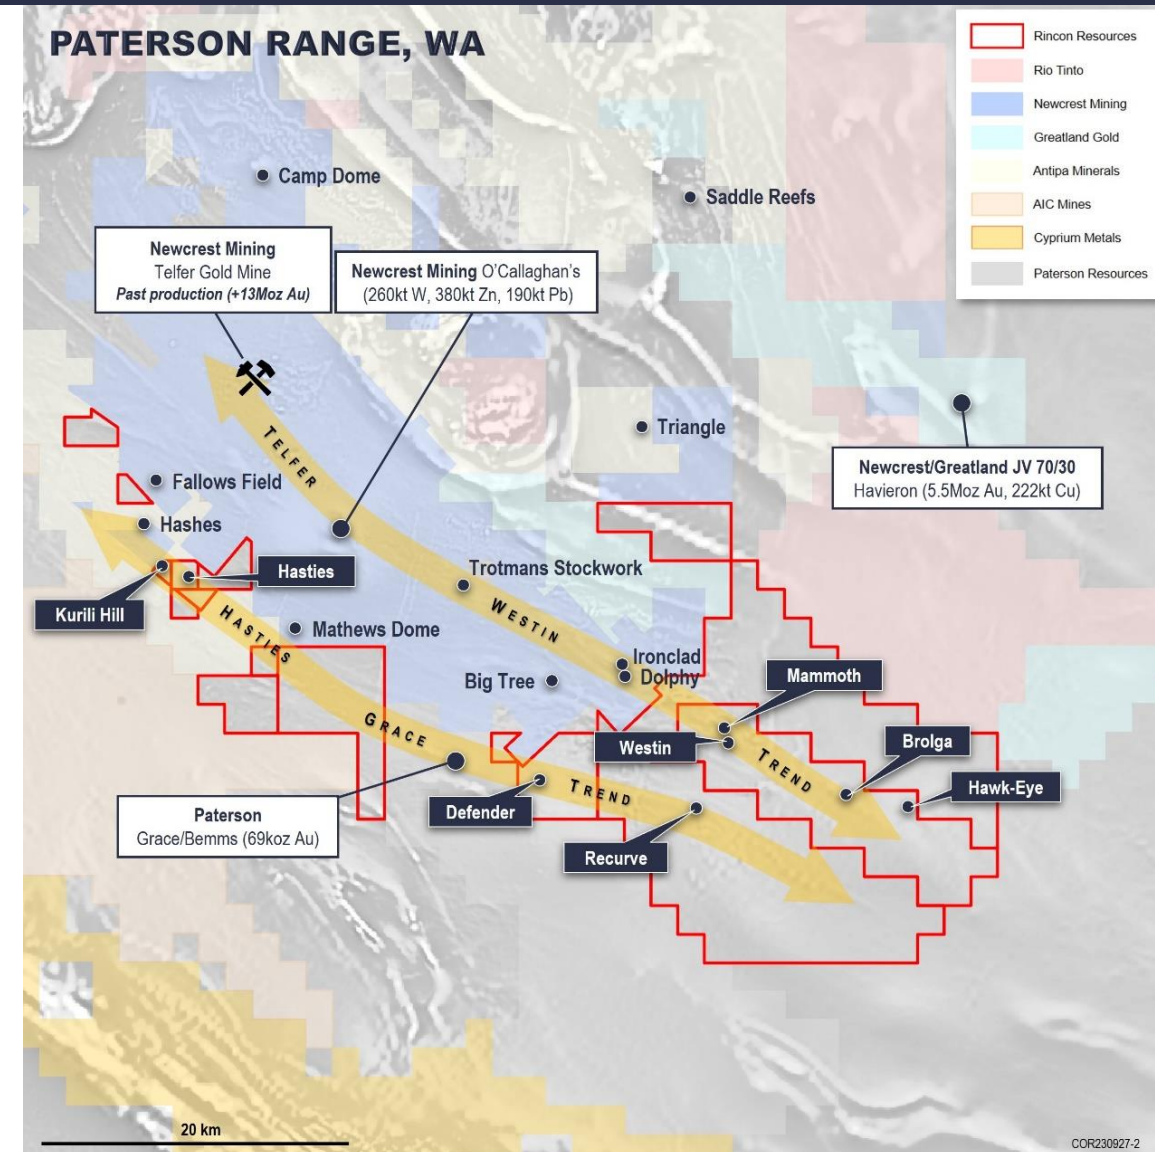 PATERSON RANGE, WA
Rincon Resources
Rio Tinto
Newcrest Mining
Greatland Gold
Antipa Minerals
AIC Mines
Cyprium Metals
Paterson Resources
Camp Dome
Saddle Reefs
Newcrest Mining
Telfer Gold Mine
Past production (+13Moz Au)
Newcrest Mining O'Callaghan's
(260kt W, 380kt Zn, 190kt Pb)
TELFER
Triangle
Newcrest/Greatland JV 70/30
Havieron (5.5Moz Au, 222kt Cu)
Fallows Field
Hashes
Hasties
Kurili Hill
Trotmans Stockwork
WESTIN
HASTIES
Mathews Dome
Ironclad
Dolphy
Big Tree
Mammoth
Westin
GRACE
Brolga
TREND
Hawk-Eye
TREND
Defender
Paterson
Grace/Bemms (69koz Au)
Recurve
20 km
COR230927-2